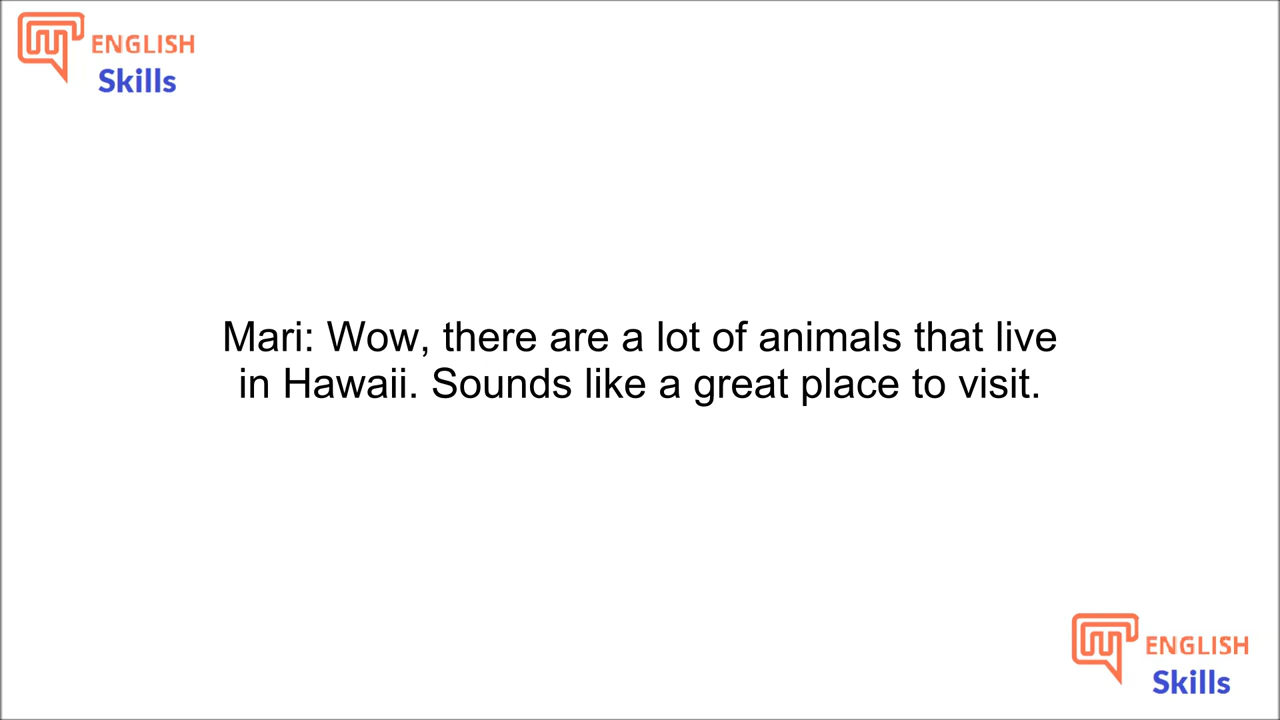 ENGLISH
Skills
Mari: Wow, there are a lot of animals that live
in Hawaii. Sounds like a great place to visit.
ENGLISH
Skills